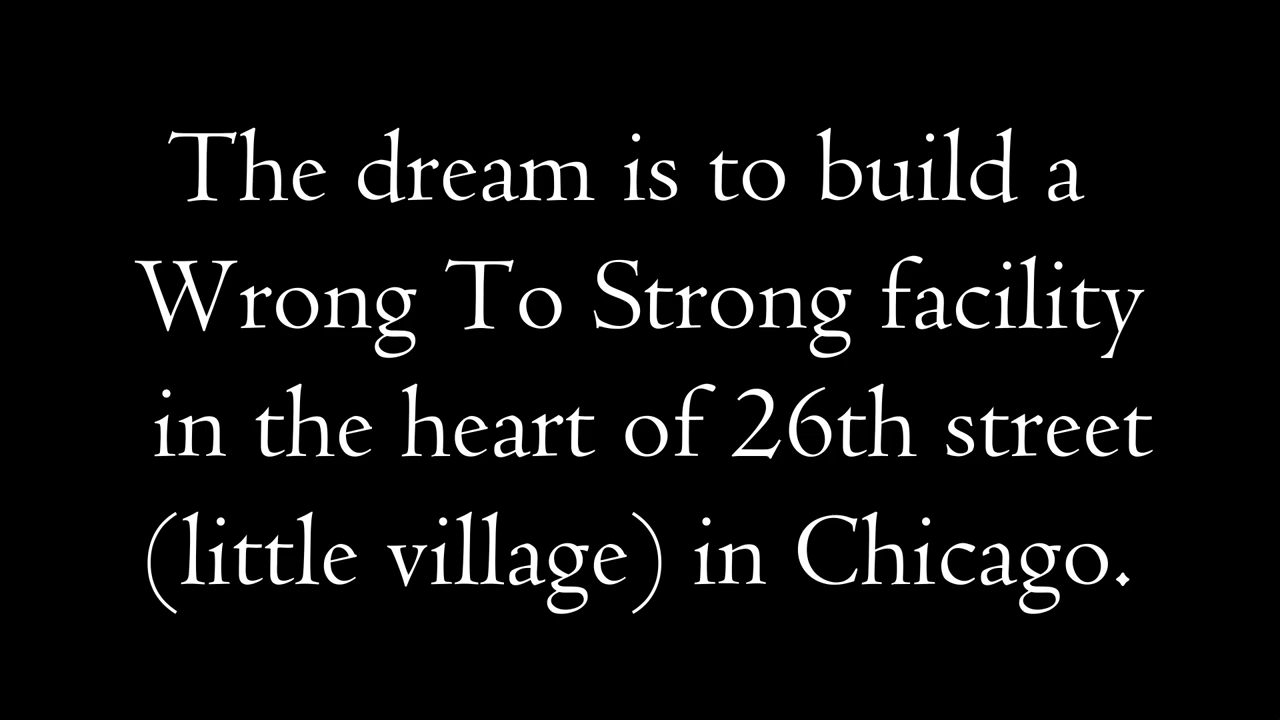 The dream is to build a
Wrong To Strong facility
in the heart of 26th street
(little village) in Chicago.